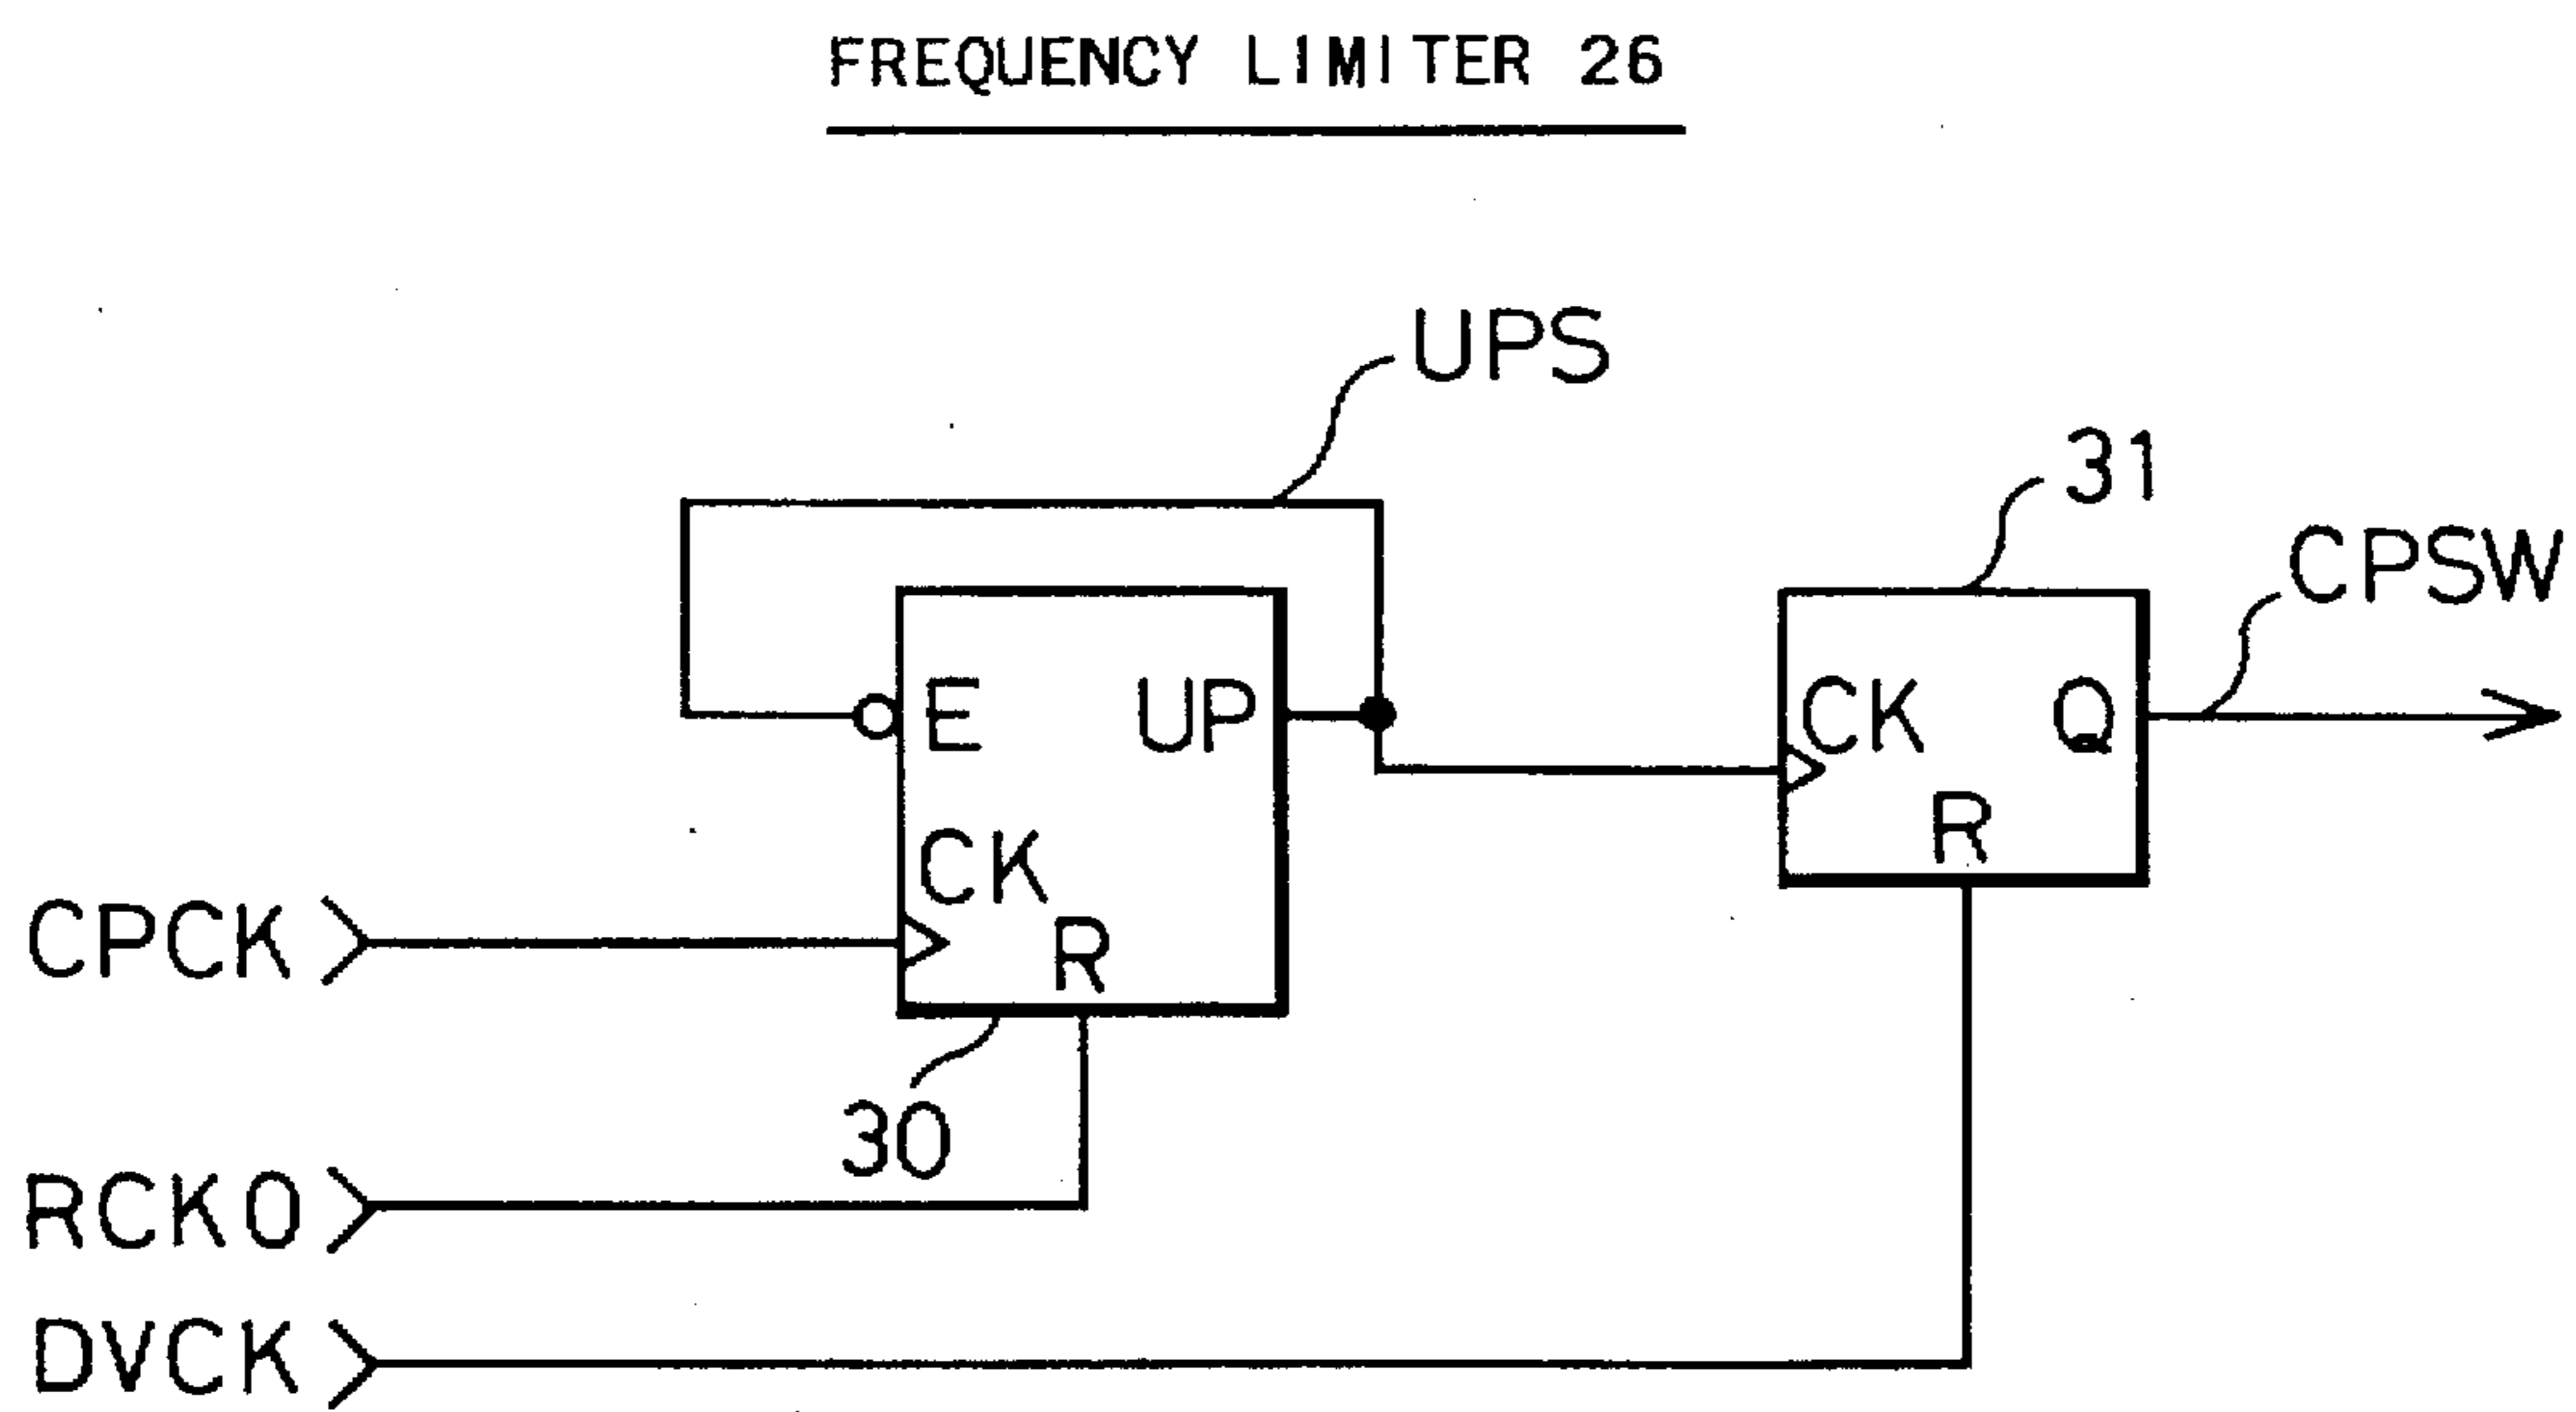 FREQUENCY LIMITER 26
UPS
31
CPSW
E UP
CK Q
CK
R
R
CPCK
30
RCK0
DVCK